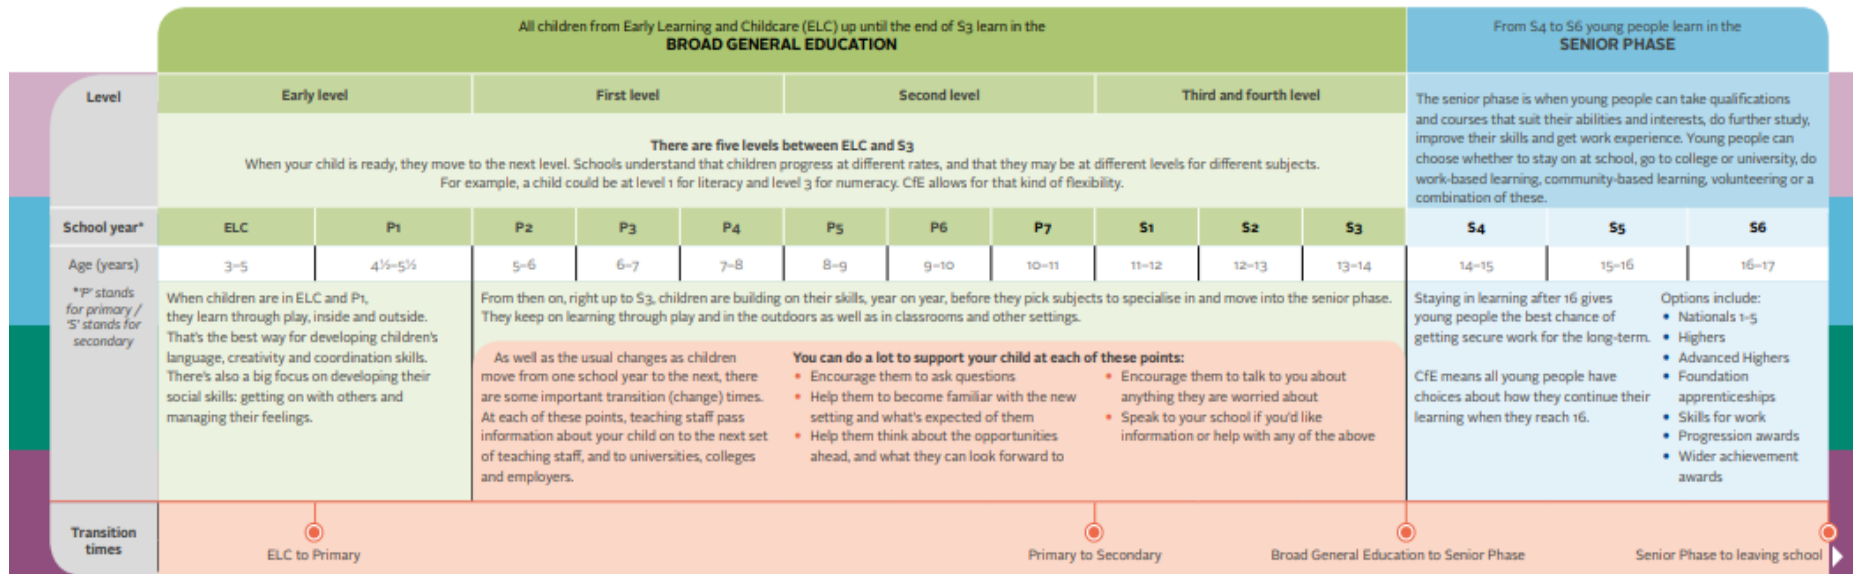 All children from Early Learning and Childcare (ELC) up until the end of S3 learn in the
BROAD GENERAL EDUCATION
From S4 to S6 young people learn in the
SENIOR PHASE
Level
Early level
First level
Second level
Third and fourth level
There are five levels between ELC and S3
When your child is ready, they move to the next level. Schools understand that children progress at different rates, and that they may be at different levels for different subjects.
For example, a child could be at level 1 for literacy and level 3 for numeracy. CfE allows for that kind of flexibility.
The senior phase is when young people can take qualifications
and courses that suit their abilities and interests, do further study,
improve their skills and get work experience. Young people can
choose whether to stay on at school, go to college or university, do
work-based learning, community-based learning, volunteering or a
combination of these.
School year*
ELC
P1
P2
P3
P4
P5
P6
P7
S1
S2
S3
S4
S5
S6
Age (years)
3–5
4½–5½
5–6
6–7
7–8
8–9
9–10
10–11
11–12
12–13
13–14
14–15
15–16
16–17
*'P' stands
for primary /
'S' stands for
secondary
When children are in ELC and P1,
they learn through play, inside and outside.
That's the best way for developing children's
language, creativity and coordination skills.
There's also a big focus on developing their
social skills: getting on with others and
managing their feelings.
From then on, right up to S3, children are building on their skills, year on year, before they pick subjects to specialise in and move into the senior phase.
They keep on learning through play and in the outdoors as well as in classrooms and other settings.
As well as the usual changes as children
move from one school year to the next, there
are some important transition (change) times.
At each of these points, teaching staff pass
information about your child on to the next set
of teaching staff, and to universities, colleges
and employers.
You can do a lot to support your child at each of these points:
• Encourage them to ask questions
• Help them to become familiar with the new
setting and what's expected of them
• Help them think about the opportunities
ahead, and what they can look forward to
• Encourage them to talk to you about
anything they are worried about
• Speak to your school if you'd like
information or help with any of the above
Staying in learning after 16 gives
young people the best chance of
getting secure work for the long-term.
CfE means all young people have
choices about how they continue their
learning when they reach 16.
Options include:
• Nationals 1–5
• Highers
• Advanced Highers
• Foundation
apprenticeships
• Skills for work
• Progression awards
• Wider achievement
awards
Transition
times
ELC to Primary
Primary to Secondary
Broad General Education to Senior Phase
Senior Phase to leaving school